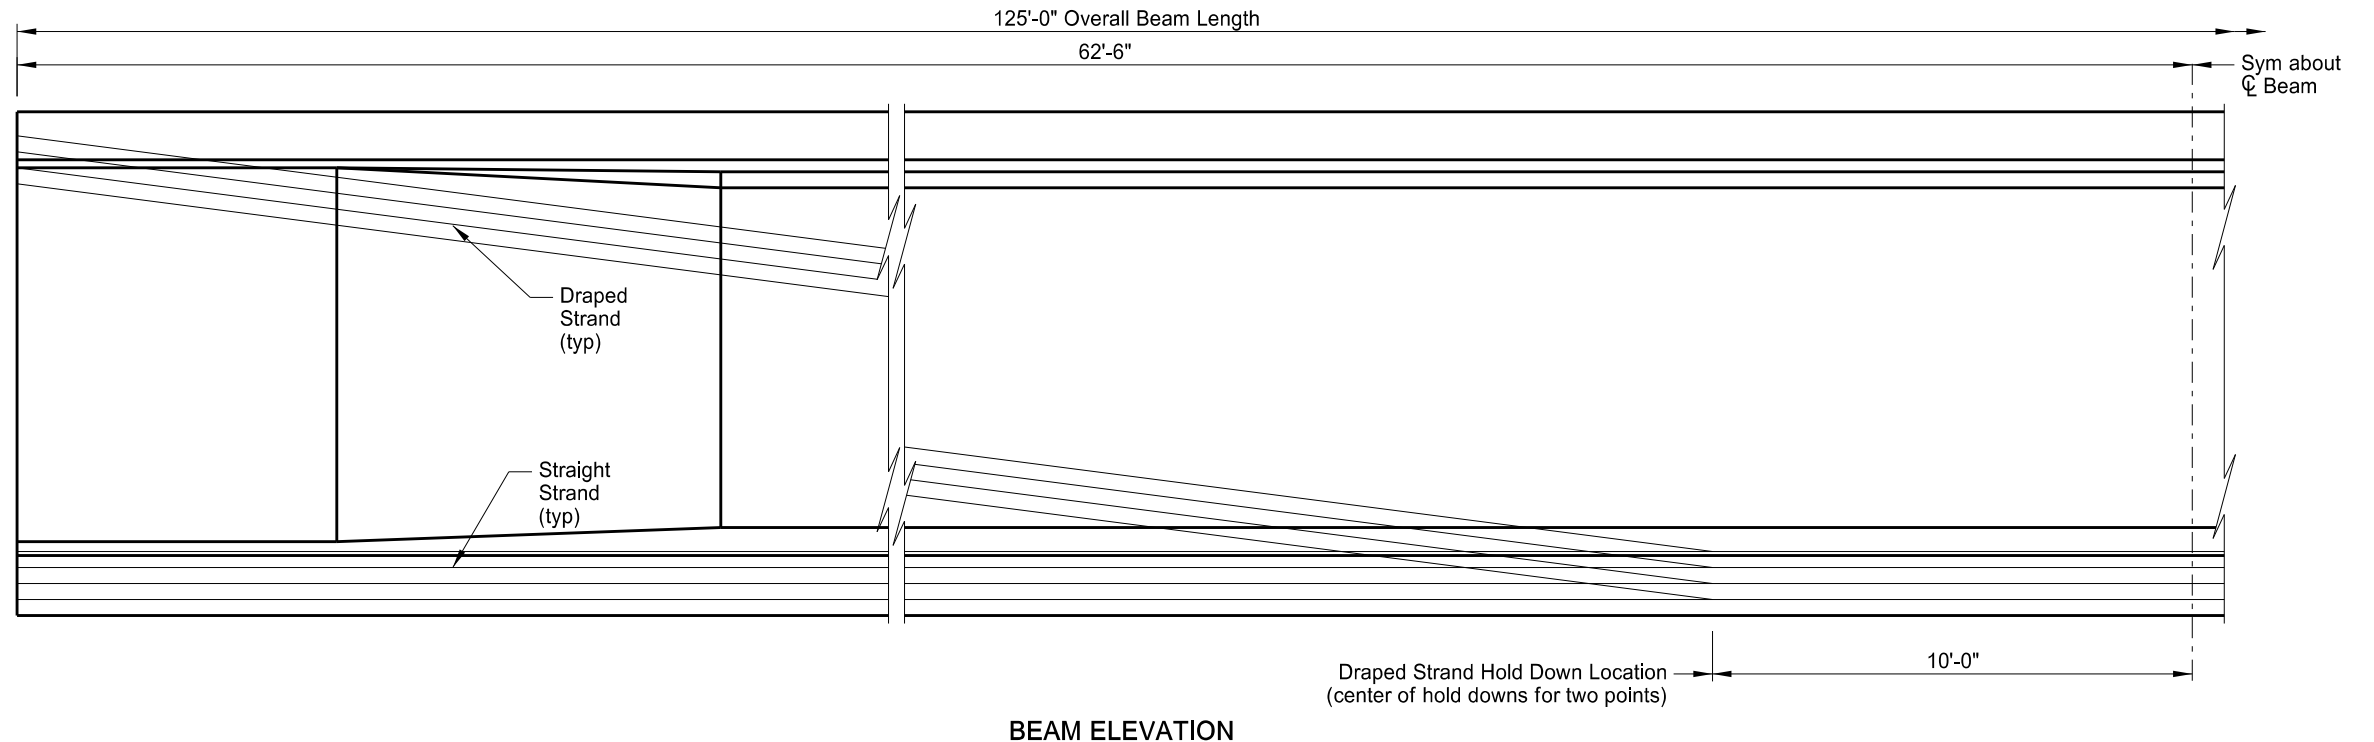 125'-0" Overall Beam Length
62'-6"
Sym about
℄ Beam
Draped
Strand
(typ)
Straight
Strand
(typ)
10'-0"
Draped Strand Hold Down Location
(center of hold downs for two points)
BEAM ELEVATION